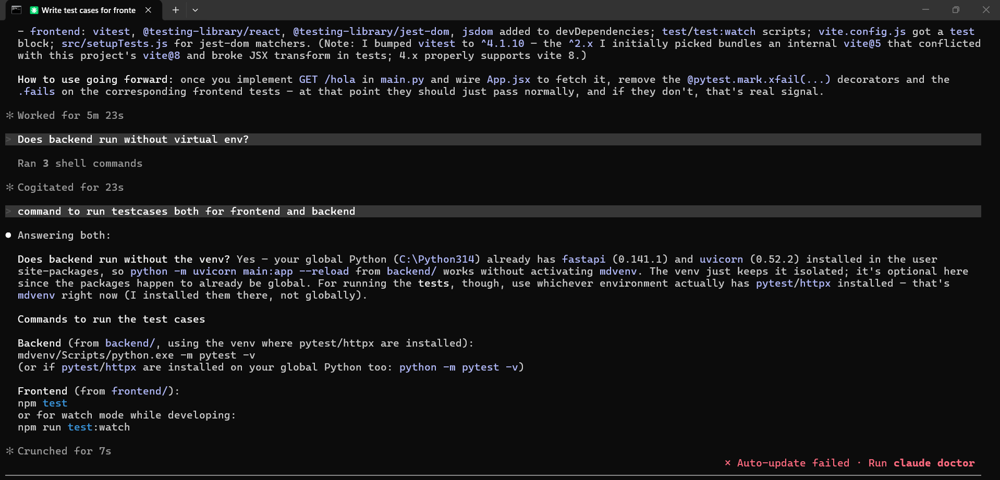 Write test cases for fronte
- frontend: vitest, @testing-library/react, @testing-library/jest-dom, jsdom added to devDependencies; test/test:watch scripts; vite.config.js got a test
block; src/setupTests.js for jest-dom matchers. (Note: I bumped vitest to ^4.1.10 — the ^2.x I initially picked bundles an internal vite@5 that conflicted
with this project's vite@8 and broke JSX transform in tests; 4.x properly supports vite 8.)
How to use going forward: once you implement GET /hola in main.py and wire App.jsx to fetch it, remove the @pytest.mark.xfail(...) decorators and the
.fails on the corresponding frontend tests — at that point they should just pass normally, and if they don't, that's real signal.
✻ Worked for 5m 23s
> Does backend run without virtual env?
Ran 3 shell commands
✻ Cogitated for 23s
> command to run testcases both for frontend and backend
● Answering both:
Does backend run without the venv? Yes — your global Python (C:\Python314) already has fastapi (0.141.1) and uvicorn (0.52.2) installed in the user
site-packages, so python -m uvicorn main:app --reload from backend/ works without activating mdvenv. The venv just keeps it isolated; it's optional here
since the packages happen to already be global. For running the tests, though, use whichever environment actually has pytest/httpx installed — that's
mdvenv right now (I installed them there, not globally).
Commands to run the test cases
Backend (from backend/, using the venv where pytest/httpx are installed):
mdvenv/Scripts/python.exe -m pytest -v
(or if pytest/httpx are installed on your global Python too: python -m pytest -v)
Frontend (from frontend/):
npm test
or for watch mode while developing:
npm run test:watch
✻ Crunched for 7s
× Auto-update failed · Run claude doctor